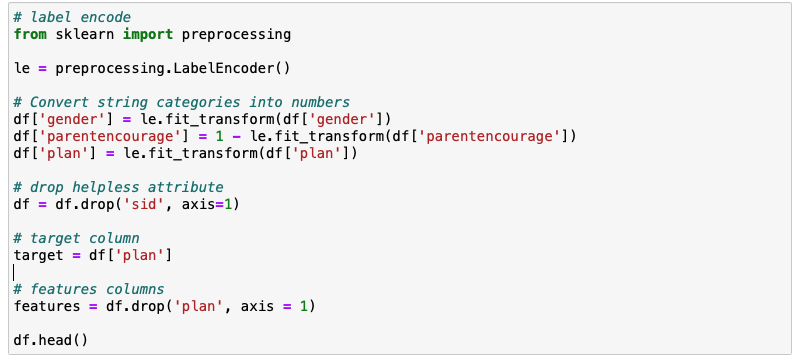 # label encode
from sklearn import preprocessing
le = preprocessing.LabelEncoder()
# Convert string categories into numbers
df['gender'] = le.fit_transform(df['gender'])
df['parentencourage'] = 1 - le.fit_transform(df['parentencourage'])
df['plan'] = le.fit_transform(df['plan'])
# drop helpless attribute
df = df.drop('sid', axis=1)
# target column
target = df['plan']
# features columns
features = df.drop('plan', axis = 1)
df.head()